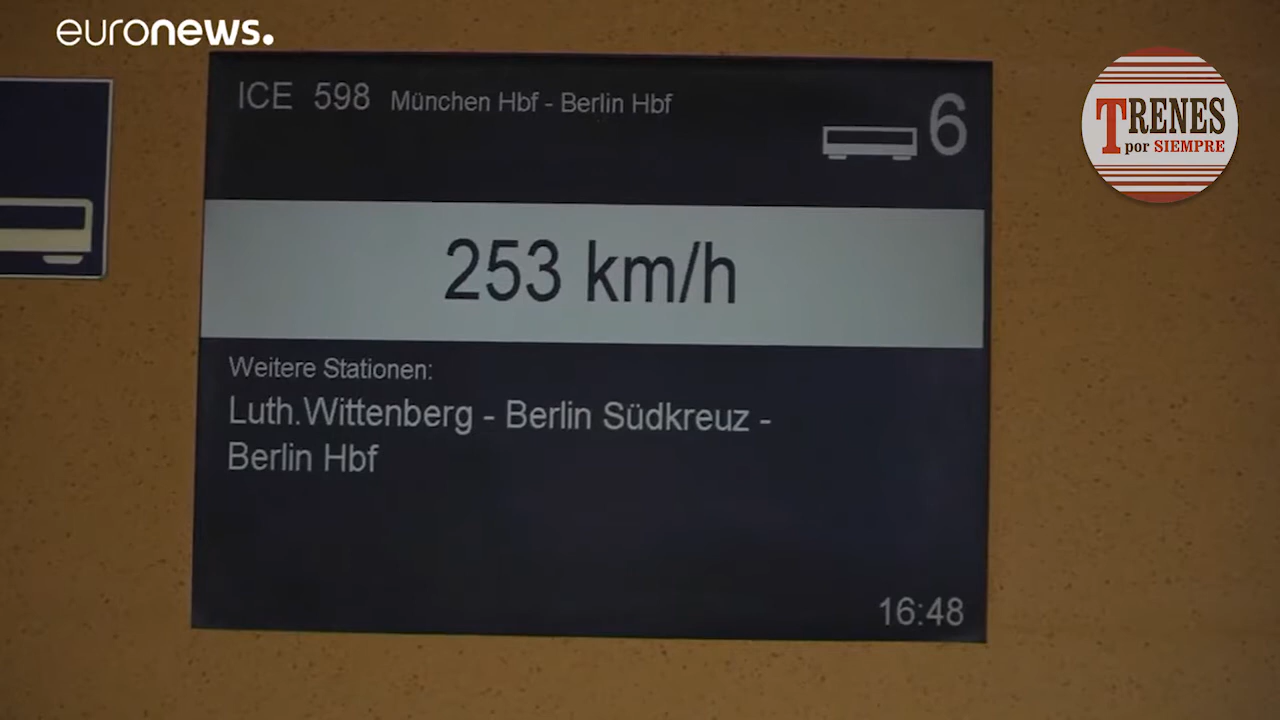 euronews.
ICE 598 München Hbf - Berlin Hbf
6
TRENES
por SIEMPRE
253 km/h
Weitere Stationen:
Luth.Wittenberg - Berlin Südkreuz -
Berlin Hbf
16:48